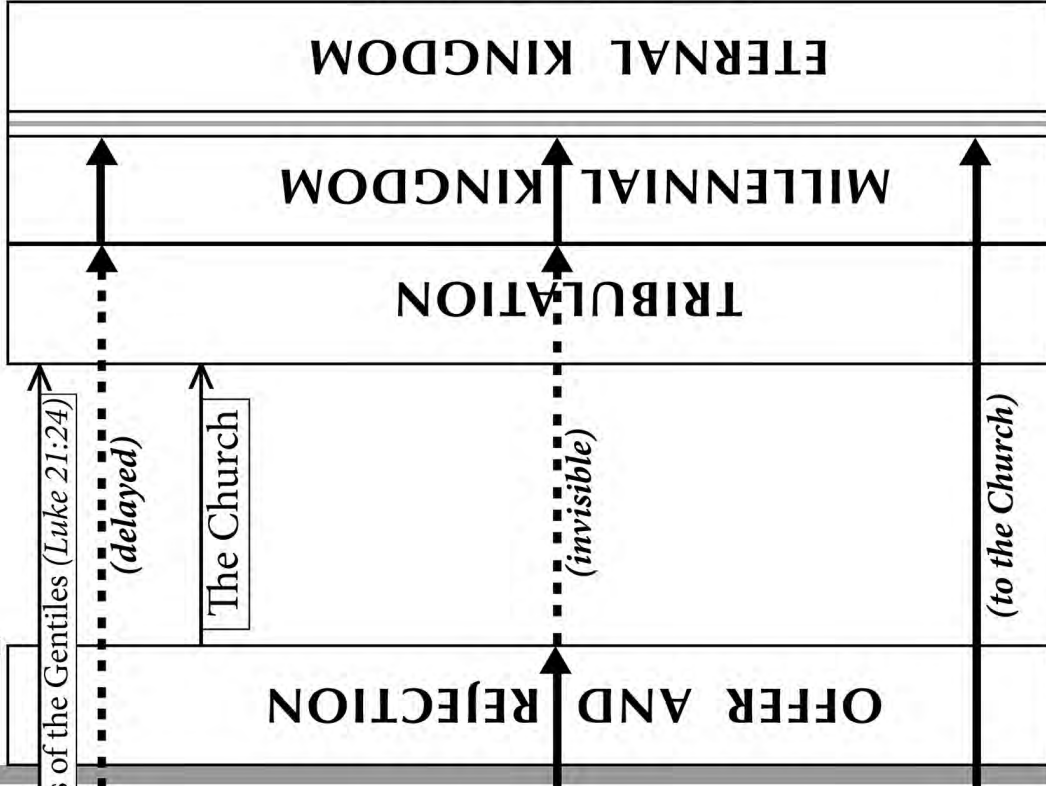 ETERNAL KINGDOM
MILLENNIAL KINGDOM
TRIBULATION
s of the Gentiles (Luke 21:24)
(delayed)
The Church
(invisible)
(to the Church)
OFFER AND REJECTION